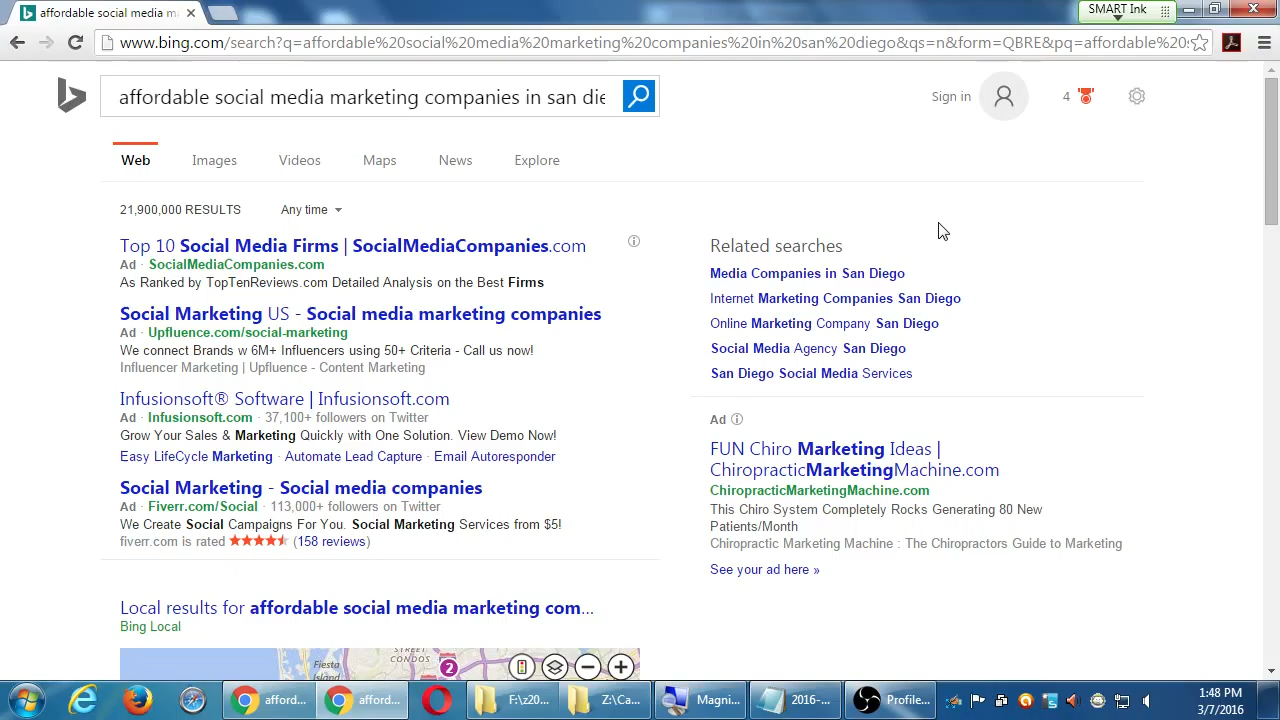 affordable social media m
SMART Ink
www.bing.com/search?q=affordable%20social%20media%20marketing%20companies%20in%20san%20diego&qs=n&form=QBRE&pq=affordable%20s
affordable social media marketing companies in san die
Sign in
4
Web
Images
Videos
Maps
News
Explore
21,900,000 RESULTS
Any time
Top 10 Social Media Firms | SocialMediaCompanies.com
Ad · SocialMediaCompanies.com
As Ranked by TopTenReviews.com Detailed Analysis on the Best Firms
Social Marketing US - Social media marketing companies
Ad · Upfluence.com/social-marketing
We connect Brands w 6M+ Influencers using 50+ Criteria - Call us now!
Influencer Marketing | Upfluence - Content Marketing
Infusionsoft® Software | Infusionsoft.com
Ad · Infusionsoft.com · 37,100+ followers on Twitter
Grow Your Sales & Marketing Quickly with One Solution. View Demo Now!
Easy LifeCycle Marketing · Automate Lead Capture · Email Autoresponder
Social Marketing - Social media companies
Ad · Fiverr.com/Social · 113,000+ followers on Twitter
We Create Social Campaigns For You. Social Marketing Services from $5!
fiverr.com is rated (158 reviews)
Local results for affordable social media marketing com...
Bing Local
Fiesta
Island
STREET
CONDOS
2
Related searches
Media Companies in San Diego
Internet Marketing Companies San Diego
Online Marketing Company San Diego
Social Media Agency San Diego
San Diego Social Media Services
Ad
FUN Chiro Marketing Ideas |
ChiropracticMarketingMachine.com
ChiropracticMarketingMachine.com
This Chiro System Completely Rocks Generating 80 New
Patients/Month
Chiropractic Marketing Machine : The Chiropractors Guide to Marketing
See your ad here »
afford...
afford...
F:\z20...
Z:\Ca...
Magni...
2016-...
Profile...
1:48 PM
3/7/2016